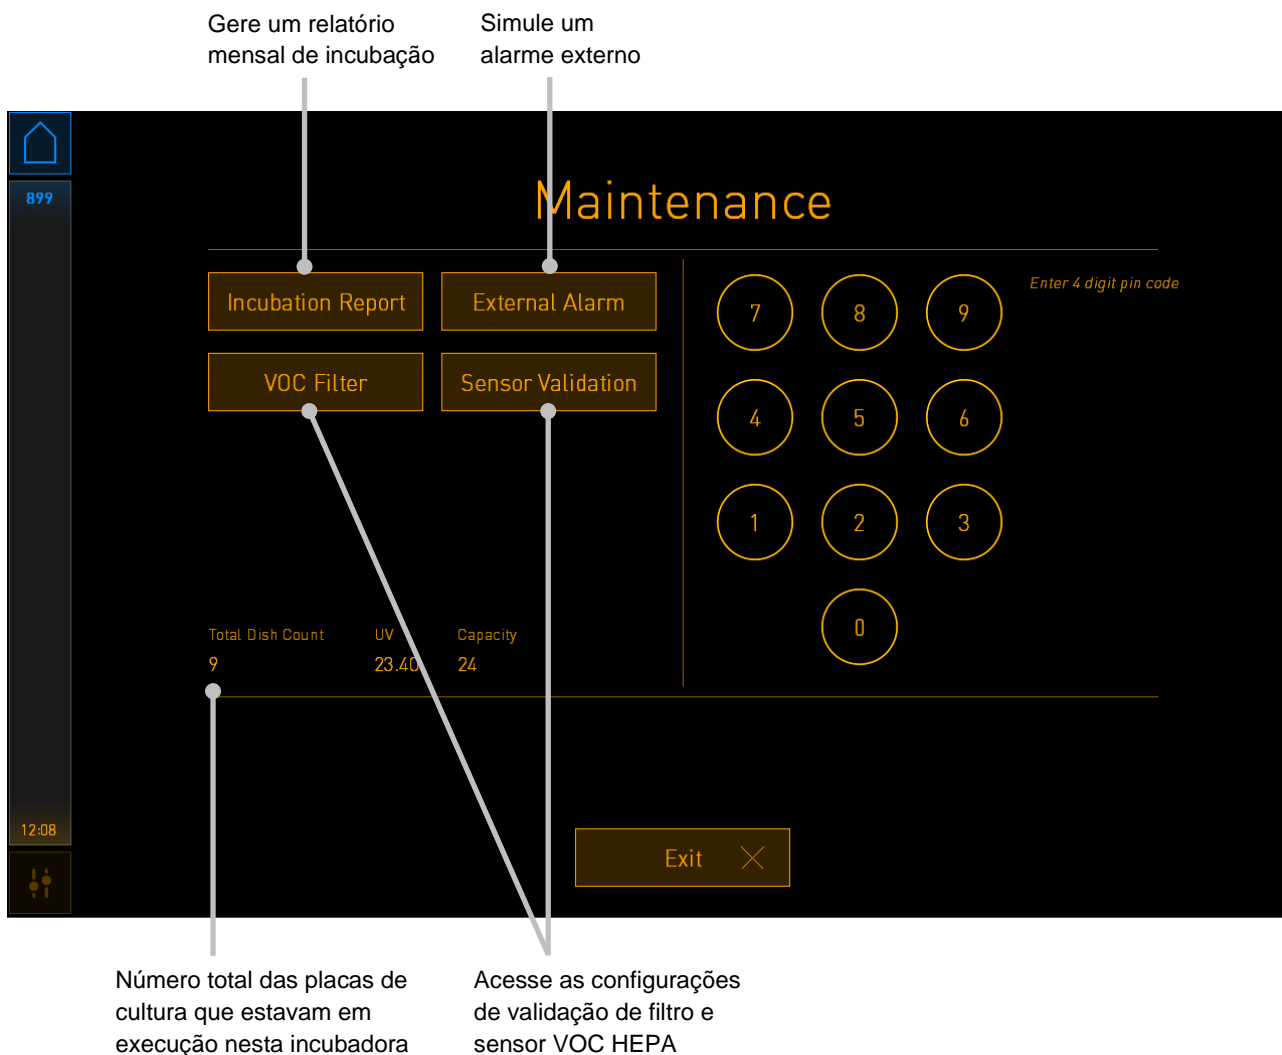 Gere um relatório
mensal de incubação
Simule um
alarme externo
899
Maintenance
Incubation Report
External Alarm
VOC Filter
Sensor Validation
Enter 4 digit pin code
7 8 9
4 5 6
1 2 3
0
Total Dish Count UV Capacity
9 23.40 24
12:08
Exit
Número total das placas de
cultura que estavam em
execução nesta incubadora
Acesse as configurações
de validação de filtro e
sensor VOC HEPA